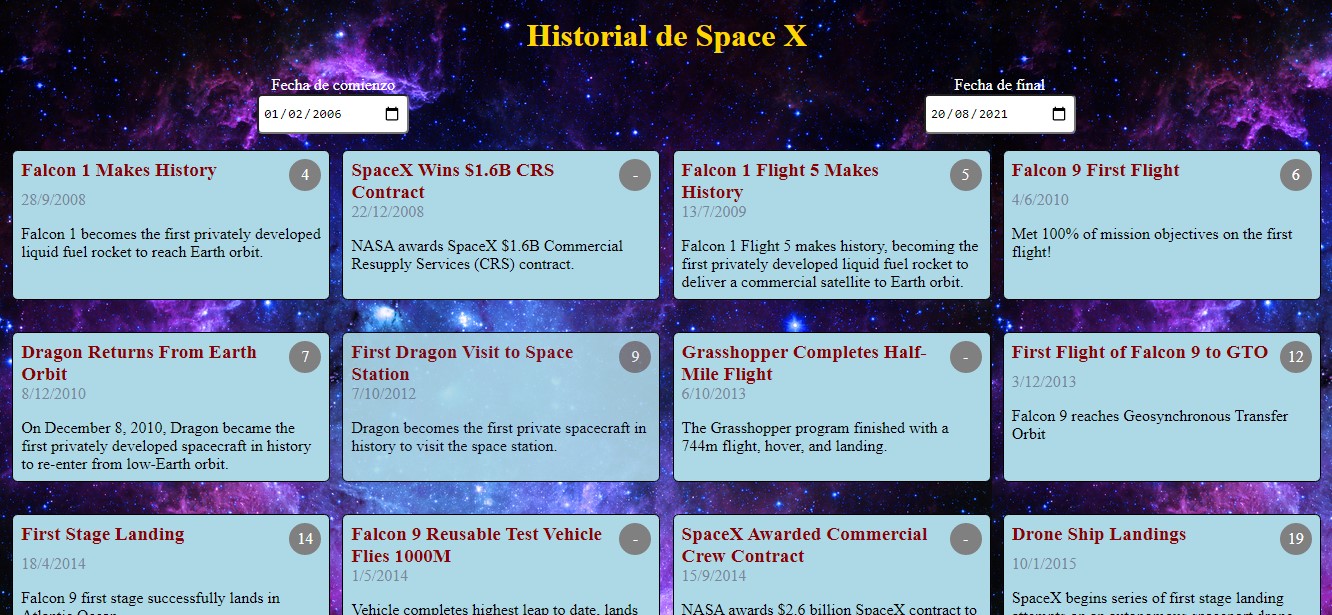 Historial de Space X
Fecha de comienzo
01/02/2006
Fecha de final
20/08/2021
Falcon 1 Makes History
4
28/9/2008
Falcon 1 becomes the first privately developed
liquid fuel rocket to reach Earth orbit.
SpaceX Wins $1.6B CRS
Contract
-
22/12/2008
NASA awards SpaceX $1.6B Commercial
Resupply Services (CRS) contract.
Falcon 1 Flight 5 Makes
History
5
13/7/2009
Falcon 1 Flight 5 makes history, becoming the
first privately developed liquid fuel rocket to
deliver a commercial satellite to Earth orbit.
Falcon 9 First Flight
6
4/6/2010
Met 100% of mission objectives on the first
flight!
Dragon Returns From Earth
Orbit
7
8/12/2010
On December 8, 2010, Dragon became the
first privately developed spacecraft in history
to re-enter from low-Earth orbit.
First Dragon Visit to Space
Station
9
7/10/2012
Dragon becomes the first private spacecraft in
history to visit the space station.
Grasshopper Completes Half-
Mile Flight
-
6/10/2013
The Grasshopper program finished with a
744m flight, hover, and landing.
First Flight of Falcon 9 to GTO
12
3/12/2013
Falcon 9 reaches Geosynchronous Transfer
Orbit
First Stage Landing
14
18/4/2014
Falcon 9 first stage successfully lands in
Atlantic Ocean
Falcon 9 Reusable Test Vehicle
Flies 1000M
-
1/5/2014
Vehicle completes highest leap to date, lands
SpaceX Awarded Commercial
Crew Contract
-
15/9/2014
NASA awards $2.6 billion SpaceX contract to
Drone Ship Landings
19
10/1/2015
SpaceX begins series of first stage landing